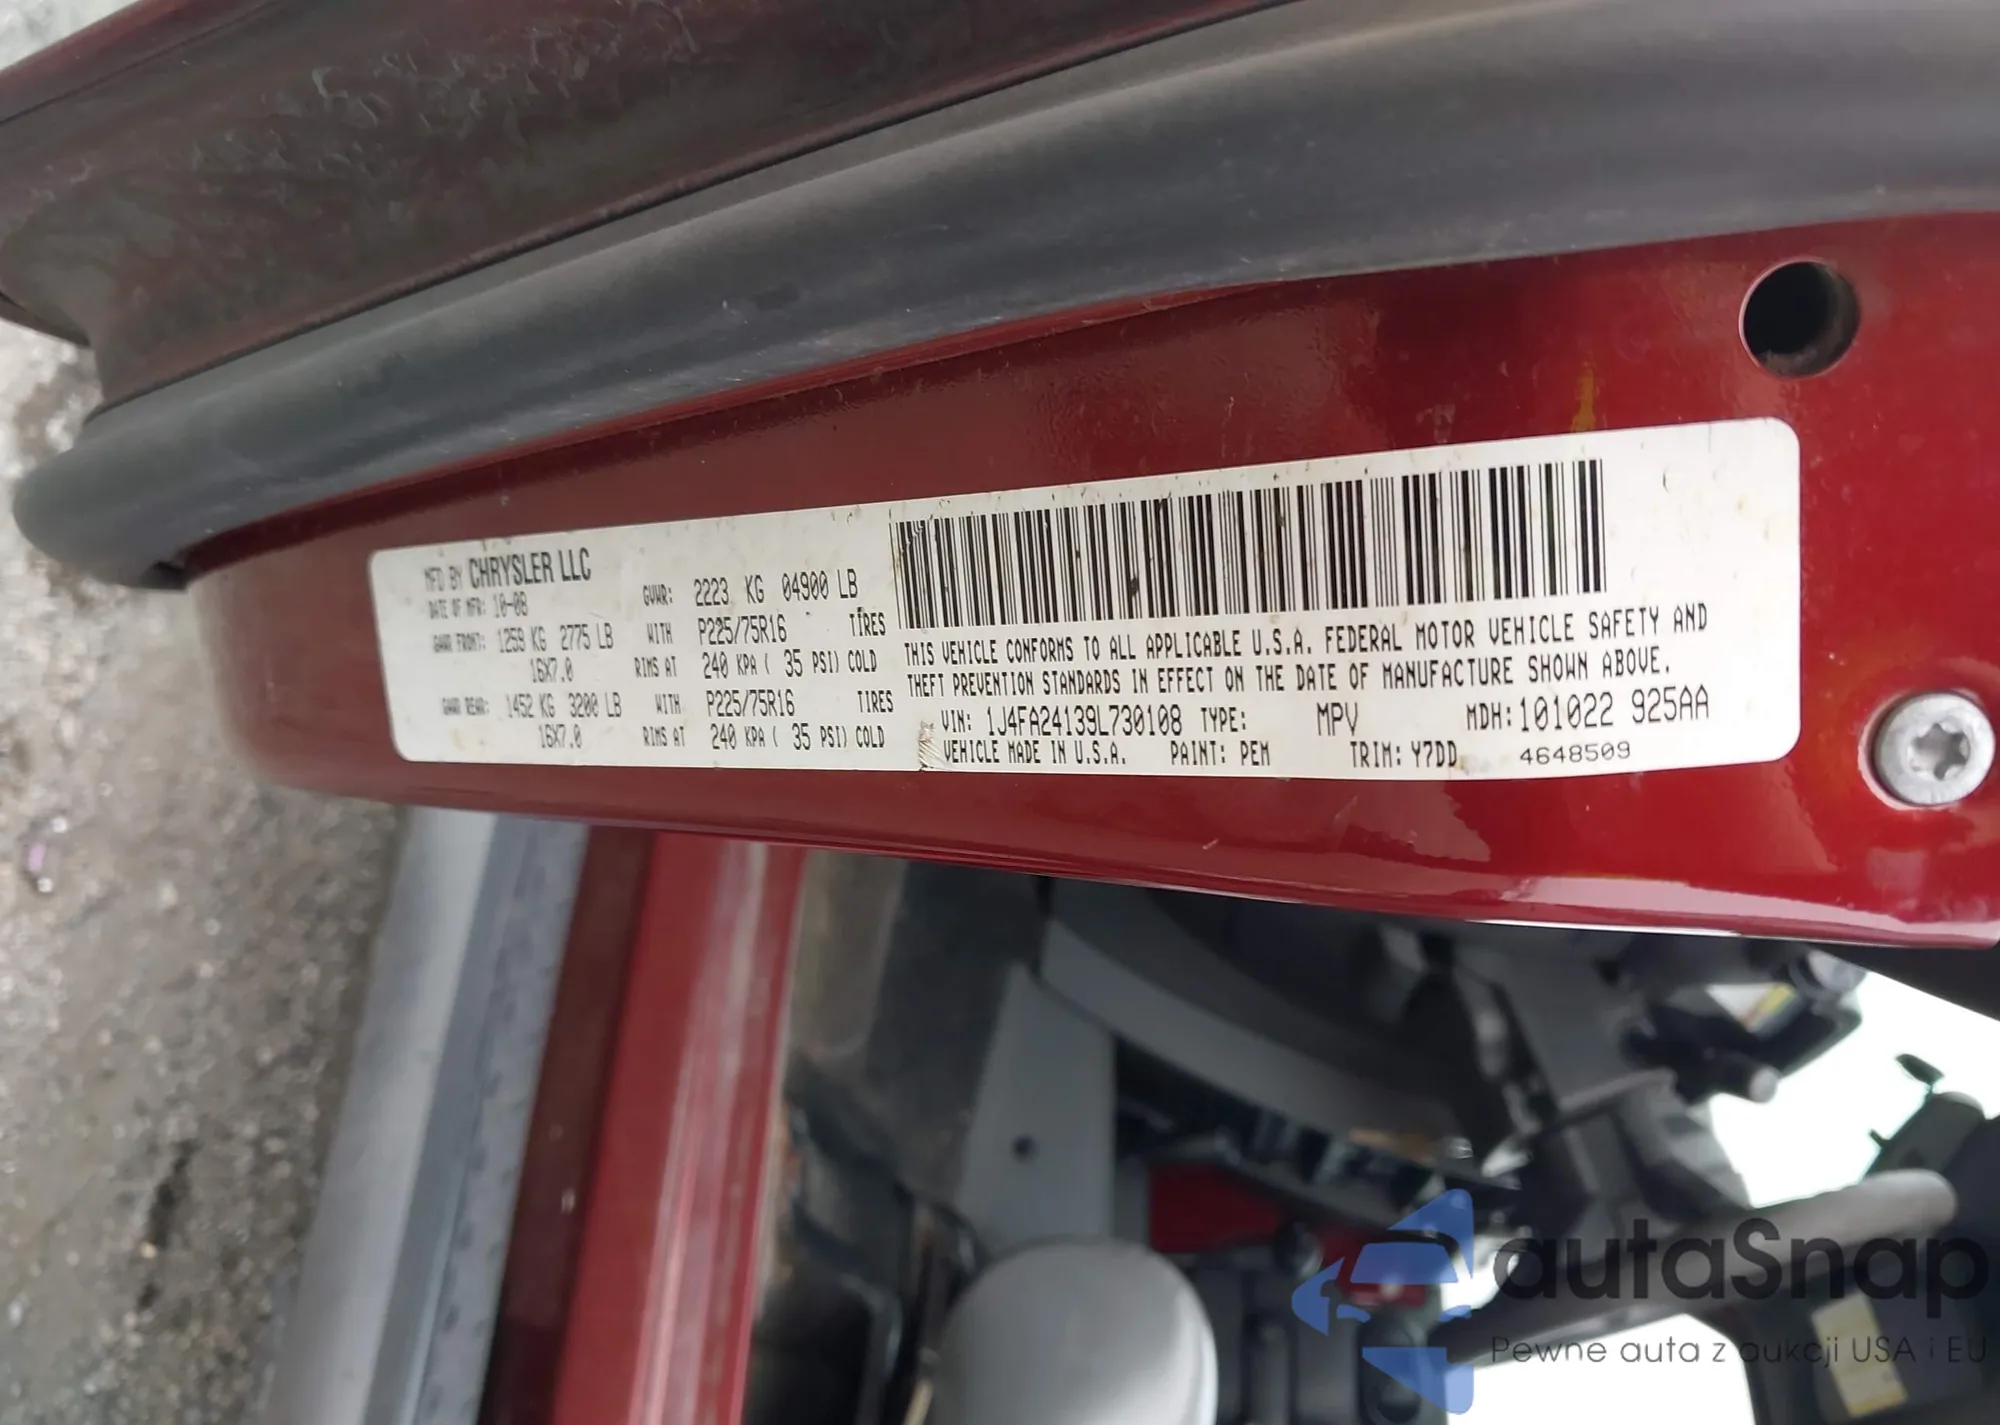 MFD BY CHRYSLER LLC
DATE OF MFR: 10-08 GVWR: 2223 KG 04900 LB
GAWR FRONT: 1259 KG 2775 LB WITH P225/75R16 TIRES
16X7.0 RIMS AT 240 KPA ( 35 PSI) COLD
GAWR REAR: 1452 KG 3200 LB WITH P225/75R16 TIRES
16X7.0 RIMS AT 240 KPA ( 35 PSI) COLD
THIS VEHICLE CONFORMS TO ALL APPLICABLE U.S.A. FEDERAL MOTOR VEHICLE SAFETY AND
THEFT PREVENTION STANDARDS IN EFFECT ON THE DATE OF MANUFACTURE SHOWN ABOVE.
VIN: 1J4FA24139L730108 TYPE: MPV MDH: 101022 925AA
VEHICLE MADE IN U.S.A. PAINT: PEM TRIM: Y7DD 4648509
autaSnap
Pewne auta z aukcji USA i EU